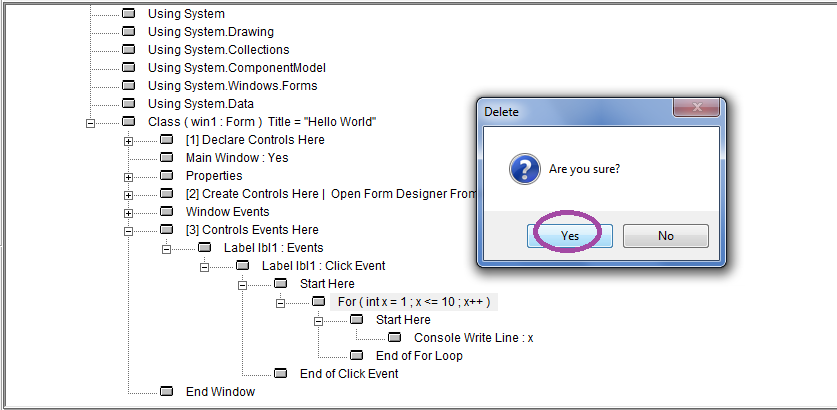 Using System
Using System.Drawing
Using System.Collections
Using System.ComponentModel
Using System.Windows.Forms
Using System.Data
Class ( win1 : Form ) Title = "Hello World"
[1] Declare Controls Here
Main Window : Yes
Properties
[2] Create Controls Here | Open Form Designer From
Window Events
[3] Controls Events Here
Label lbl1 : Events
Label lbl1 : Click Event
Start Here
For ( int x = 1 ; x <= 10 ; x++ )
Start Here
Console Write Line : x
End of For Loop
End of Click Event
End Window
Delete
Are you sure?
Yes No